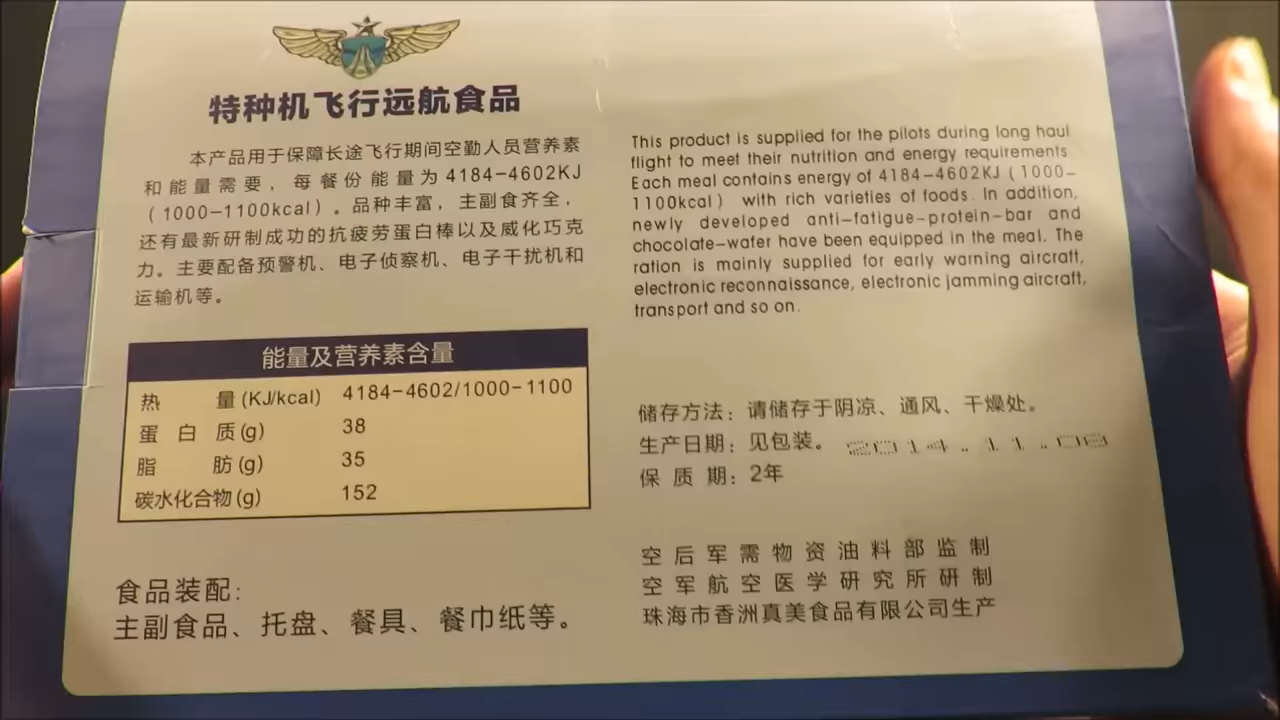 特种机飞行远航食品
本产品用于保障长途飞行期间空勤人员营养素
和能量需要，每餐份能量为4184-4602KJ
（1000-1100kcal）。品种丰富，主副食齐全，
还有最新研制成功的抗疲劳蛋白棒以及威化巧克
力。主要配备预警机、电子侦察机、电子干扰机和
运输机等。
能量及营养素含量
热 量(KJ/kcal) 4184-4602/1000-1100
蛋白质(g) 38
脂 肪(g) 35
碳水化合物(g) 152
食品装配：
主副食品、托盘、餐具、餐巾纸等。
This product is supplied for the pilots during long haul
flight to meet their nutrition and energy requirements.
Each meal contains energy of 4184-4602KJ (1000-
1100kcal) with rich varieties of foods. In addition,
newly developed anti-fatigue-protein-bar and
chocolate-wafer have been equipped in the meal. The
ration is mainly supplied for early warning aircraft,
electronic reconnaissance, electronic jamming aircraft,
transport and so on.
储存方法：请储存于阴凉、通风、干燥处。
生产日期：见包装。 2014.11.08
保 质 期：2年
空后军需物资油料部监制
空军航空医学研究所研制
珠海市香洲真美食品有限公司生产